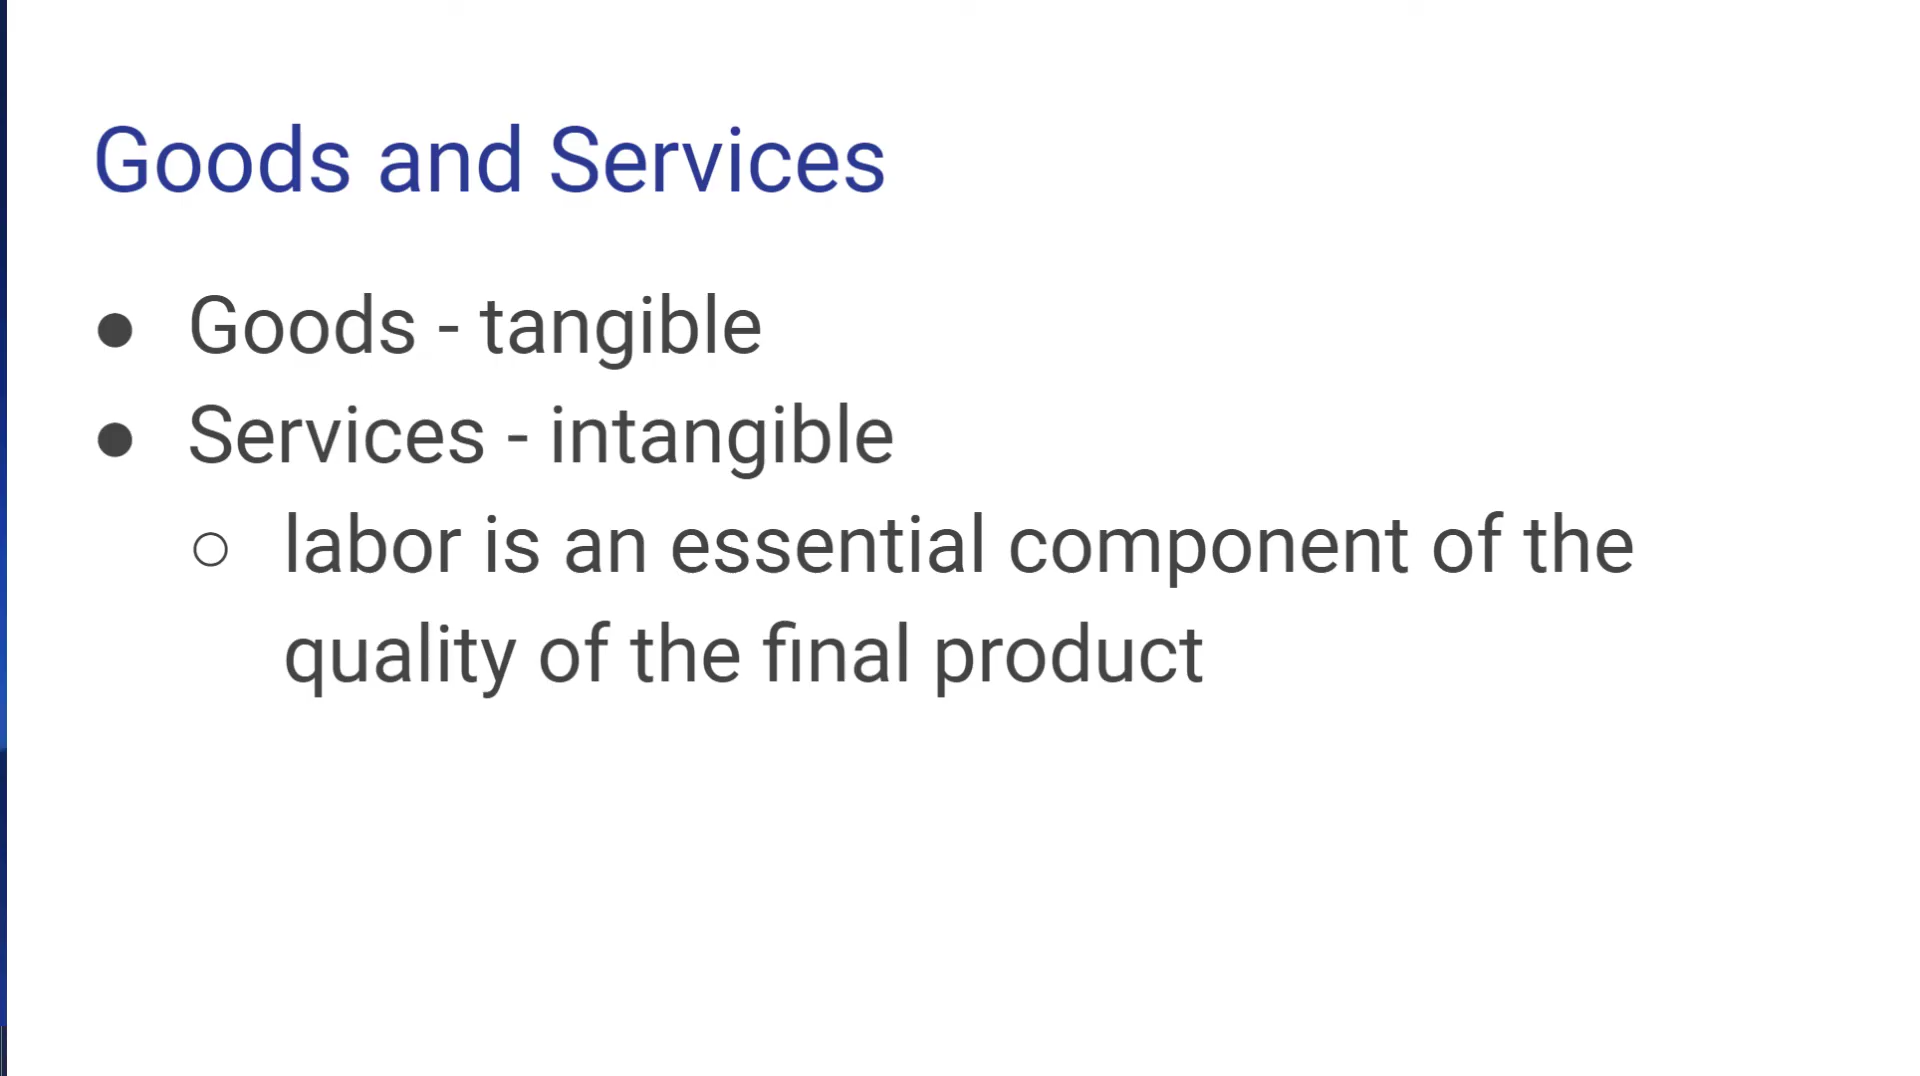 Goods and Services
● Goods - tangible
● Services - intangible
○ labor is an essential component of the
quality of the final product